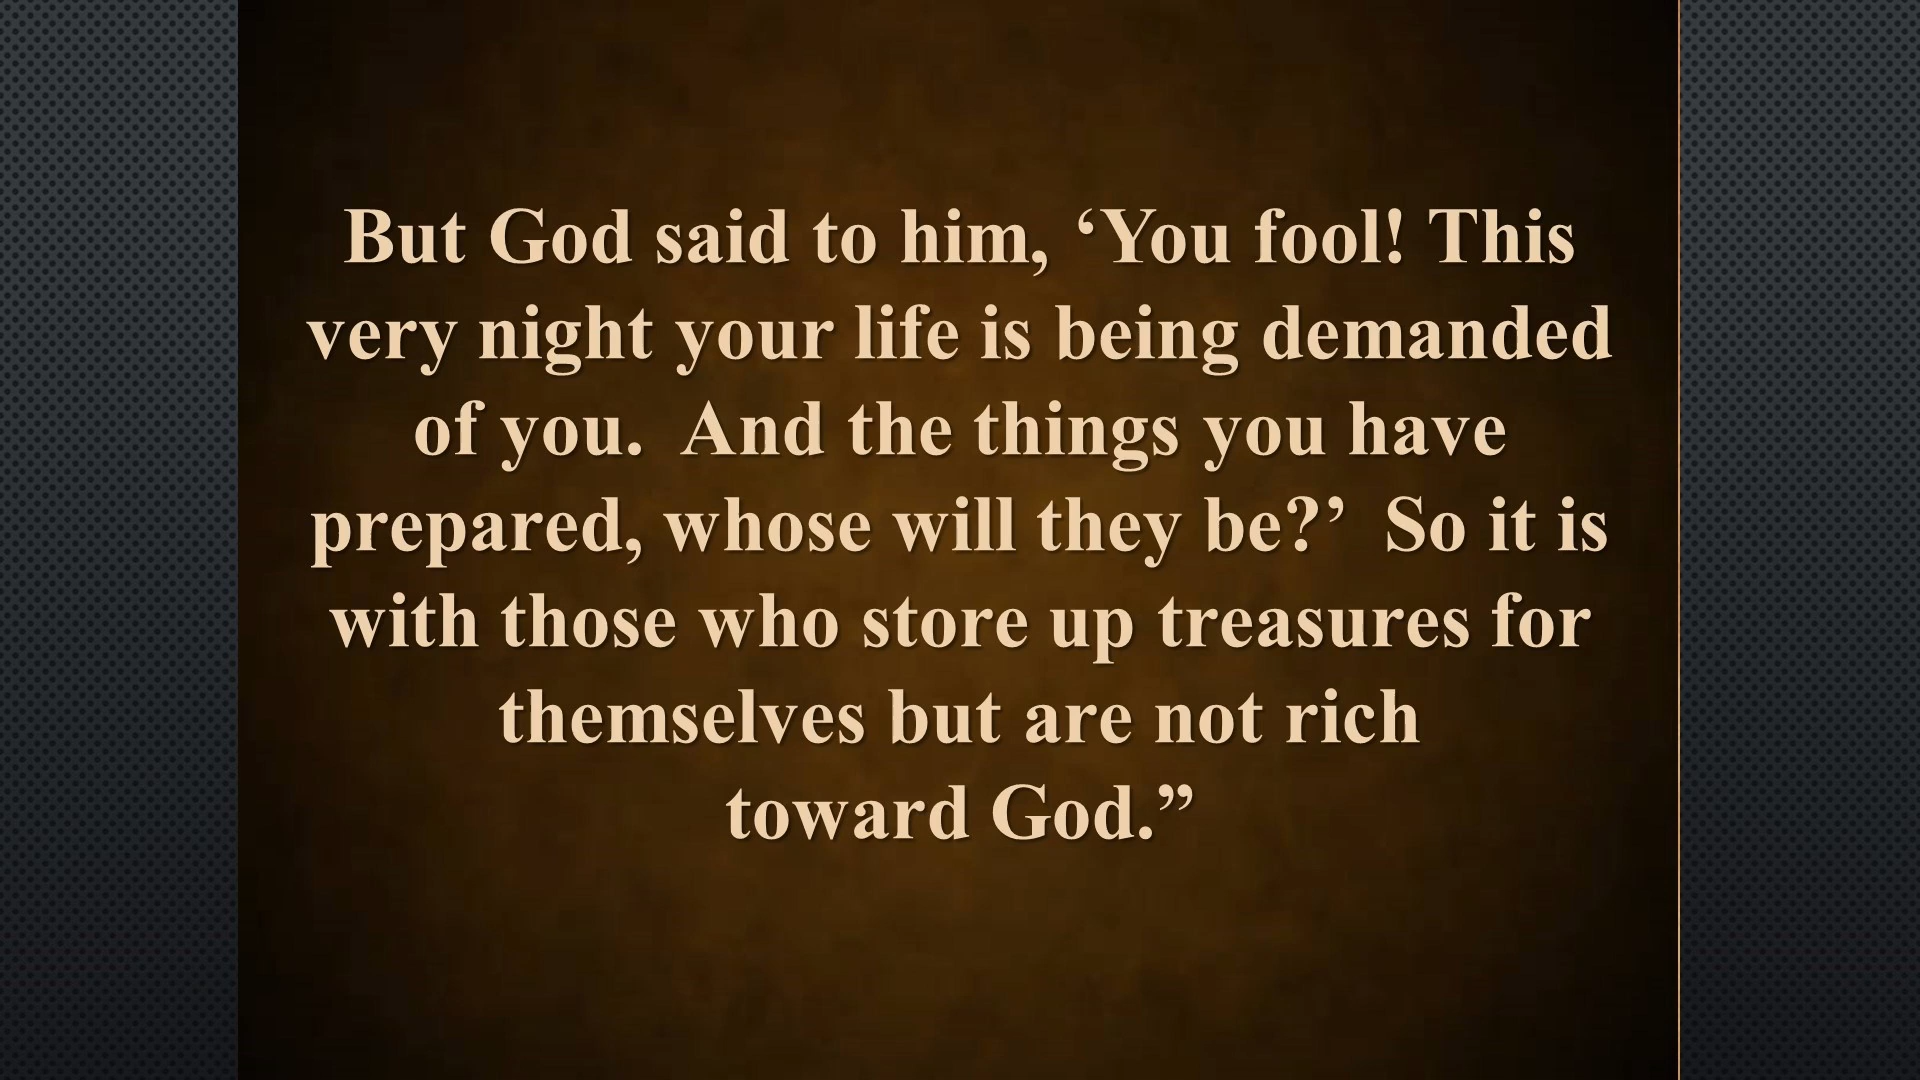 But God said to him, ‘You fool! This
very night your life is being demanded
of you.  And the things you have
prepared, whose will they be?’  So it is
with those who store up treasures for
themselves but are not rich
toward God.”